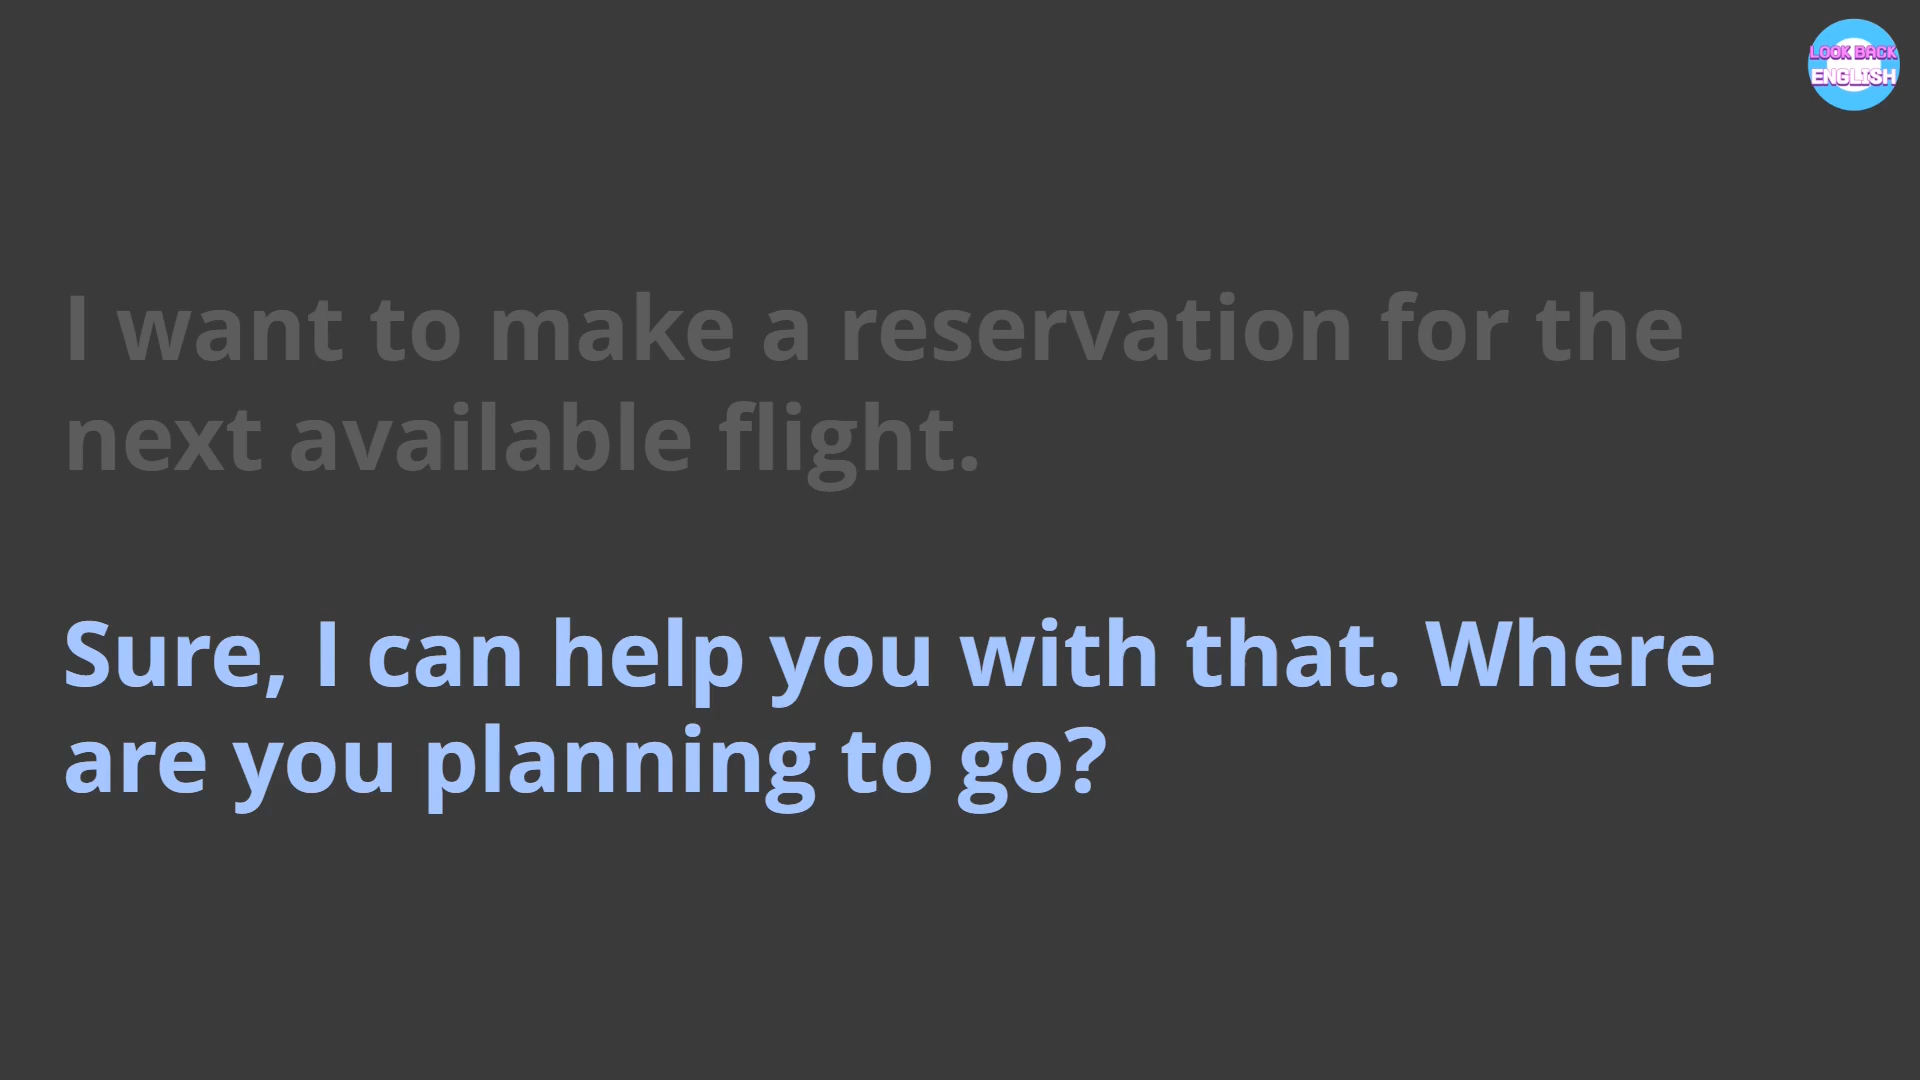 LOOK BACK
ENGLISH
I want to make a reservation for the
next available flight.
Sure, I can help you with that. Where
are you planning to go?